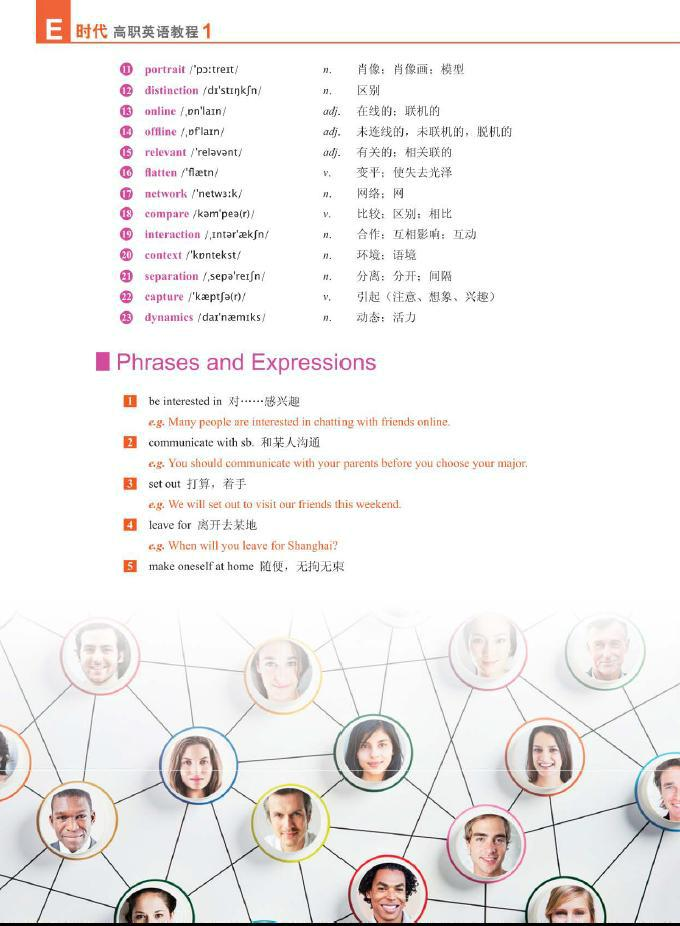 E 时代 高职英语教程 1
11 portrait /ˈpɔːtreɪt/ n. 肖像；肖像画；模型
12 distinction /dɪˈstɪŋkʃn/ n. 区别
13 online /ˌɒnˈlaɪn/ adj. 在线的；联机的
14 offline /ˌɒfˈlaɪn/ adj. 未连线的，未联机的，脱机的
15 relevant /ˈreləvənt/ adj. 有关的；相关联的
16 flatten /ˈflætn/ v. 变平；使失去光泽
17 network /ˈnetwɜːk/ n. 网络；网
18 compare /kəmˈpeə(r)/ v. 比较；区别；相比
19 interaction /ˌɪntərˈækʃn/ n. 合作；互相影响；互动
20 context /ˈkɒntekst/ n. 环境；语境
21 separation /ˌsepəˈreɪʃn/ n. 分离；分开；间隔
22 capture /ˈkæptʃə(r)/ v. 引起（注意、想象、兴趣）
23 dynamics /daɪˈnæmɪks/ n. 动态；活力
Phrases and Expressions
1 be interested in 对……感兴趣
e.g. Many people are interested in chatting with friends online.
2 communicate with sb. 和某人沟通
e.g. You should communicate with your parents before you choose your major.
3 set out 打算，着手
e.g. We will set out to visit our friends this weekend.
4 leave for 离开去某地
e.g. When will you leave for Shanghai?
5 make oneself at home 随便，无拘无束